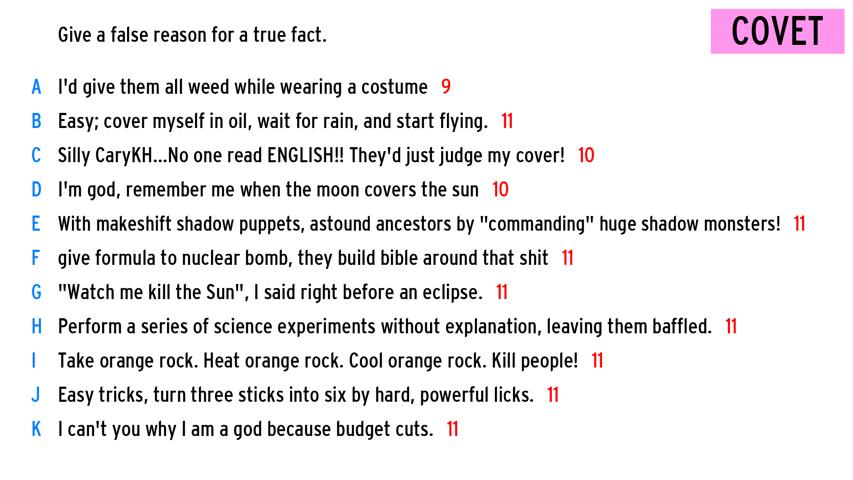 Give a false reason for a true fact.
COVET
A I'd give them all weed while wearing a costume 9
B Easy; cover myself in oil, wait for rain, and start flying. 11
C Silly CaryKH...No one read ENGLISH!! They'd just judge my cover! 10
D I'm god, remember me when the moon covers the sun 10
E With makeshift shadow puppets, astound ancestors by "commanding" huge shadow monsters! 11
F give formula to nuclear bomb, they build bible around that shit 11
G "Watch me kill the Sun", I said right before an eclipse. 11
H Perform a series of science experiments without explanation, leaving them baffled. 11
I Take orange rock. Heat orange rock. Cool orange rock. Kill people! 11
J Easy tricks, turn three sticks into six by hard, powerful licks. 11
K I can't you why I am a god because budget cuts. 11